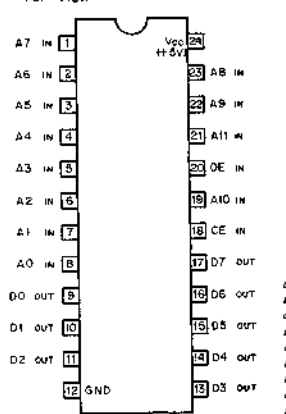 A7 IN 1
A6 IN 2
A5 IN 3
A4 IN 4
A3 IN 5
A2 IN 6
A1 IN 7
A0 IN 8
D0 OUT 9
D1 OUT 10
D2 OUT 11
12 GND
Vcc 24
(+5V)
23 A8 IN
22 A9 IN
21 A11 IN
20 OE IN
19 A10 IN
18 CE IN
17 D7 OUT
16 D6 OUT
15 D5 OUT
14 D4 OUT
13 D3 OUT